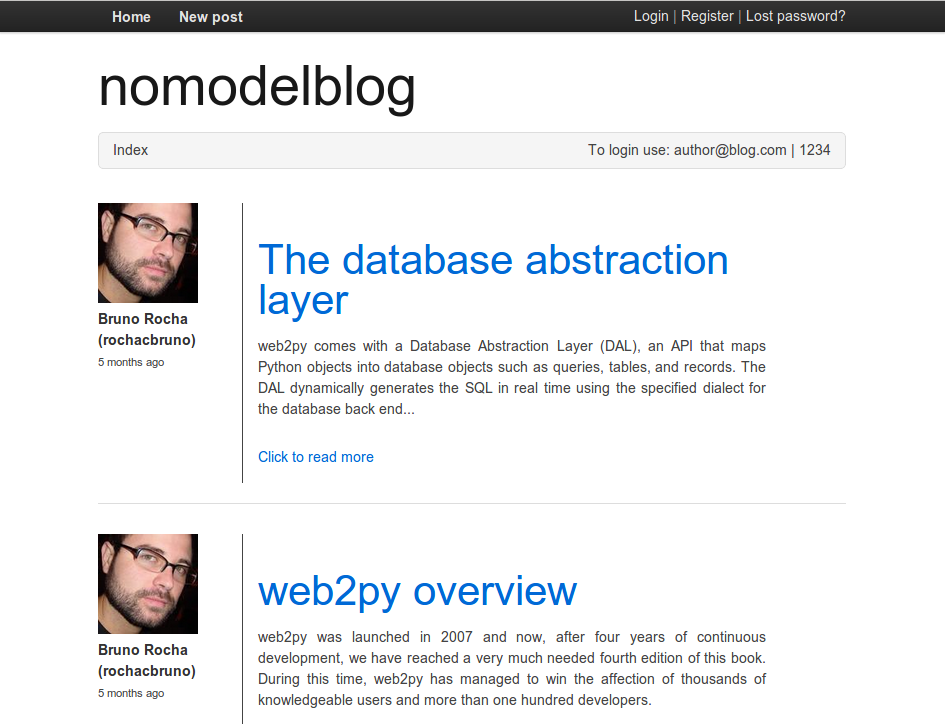 Home New post Login | Register | Lost password?
nomodelblog
Index To login use: author@blog.com | 1234
The database abstraction
layer
Bruno Rocha
(rochacbruno)
5 months ago
web2py comes with a Database Abstraction Layer (DAL), an API that maps
Python objects into database objects such as queries, tables, and records. The
DAL dynamically generates the SQL in real time using the specified dialect for
the database back end...
Click to read more
web2py overview
Bruno Rocha
(rochacbruno)
5 months ago
web2py was launched in 2007 and now, after four years of continuous
development, we have reached a very much needed fourth edition of this book.
During this time, web2py has managed to win the affection of thousands of
knowledgeable users and more than one hundred developers.